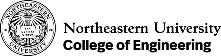 Northeastern University
College of Engineering